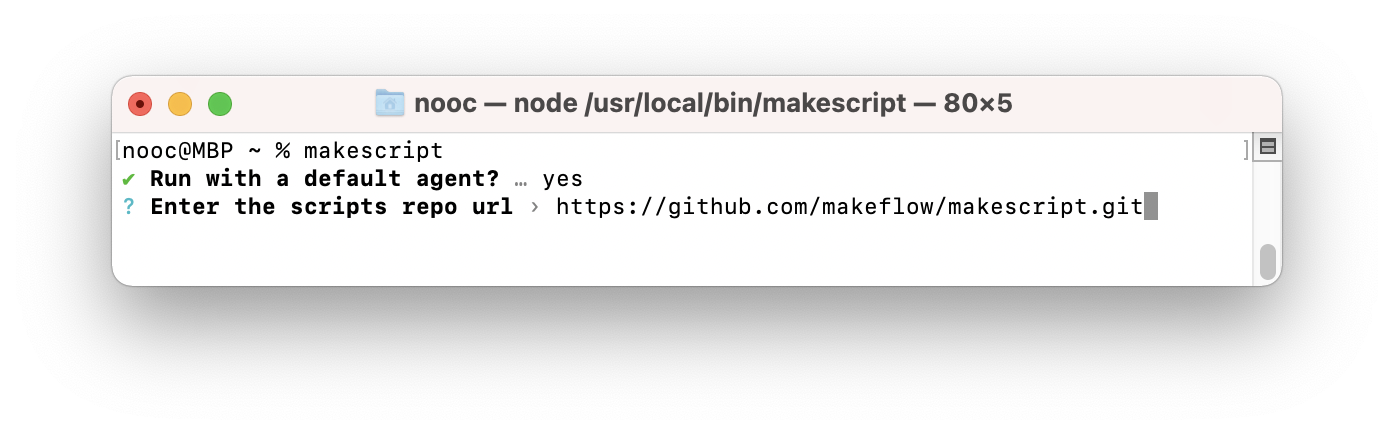 nooc — node /usr/local/bin/makescript — 80×5
[nooc@MBP ~ % makescript ]
✔ Run with a default agent? … yes
? Enter the scripts repo url › https://github.com/makeflow/makescript.git